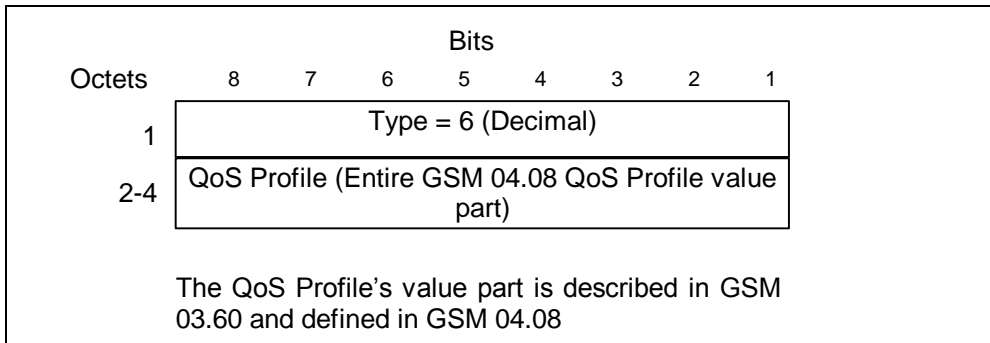 Bits
Octets 8 7 6 5 4 3 2 1
1 Type = 6 (Decimal)
2-4 QoS Profile (Entire GSM 04.08 QoS Profile value
part)
The QoS Profile's value part is described in GSM
03.60 and defined in GSM 04.08